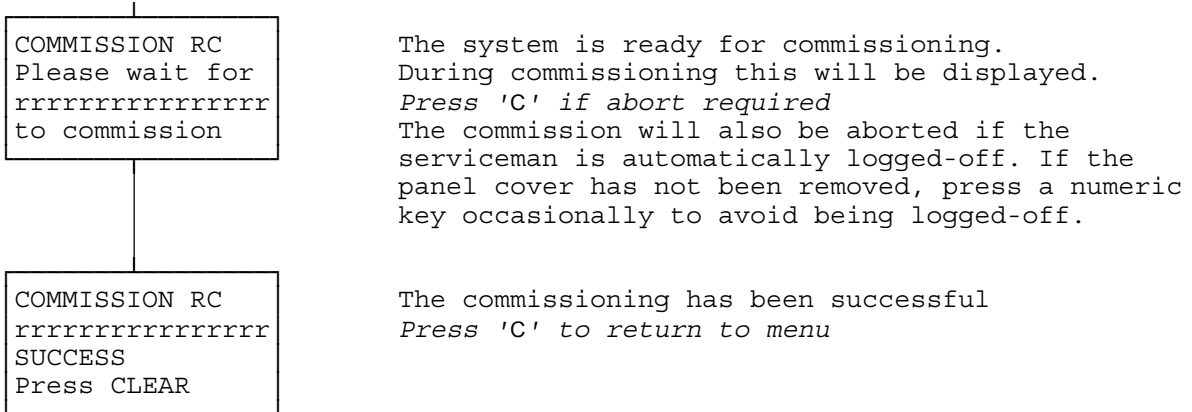 COMMISSION RC
Please wait for
rrrrrrrrrrrrrrrr
to commission
The system is ready for commissioning.
During commissioning this will be displayed.
Press 'C' if abort required
The commission will also be aborted if the
serviceman is automatically logged-off. If the
panel cover has not been removed, press a numeric
key occasionally to avoid being logged-off.
COMMISSION RC
rrrrrrrrrrrrrrrr
SUCCESS
Press CLEAR
The commissioning has been successful
Press 'C' to return to menu